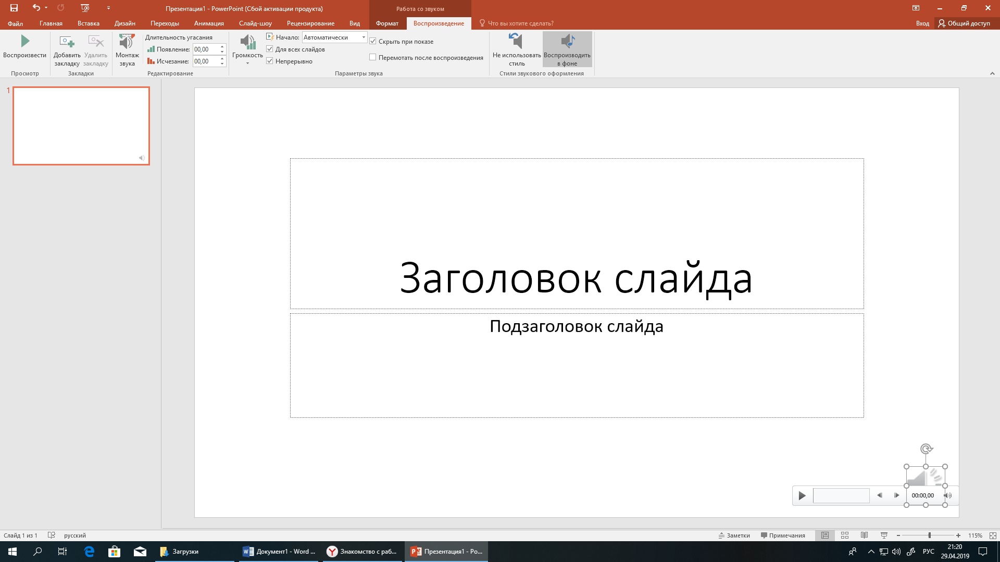 Презентация1 - PowerPoint (Сбой активации продукта)
Работа со звуком
Файл Главная Вставка Дизайн Переходы Анимация Слайд-шоу Рецензирование Вид Формат Воспроизведение Что вы хотите сделать? Вход Общий доступ
Воспроизвести
Просмотр
Добавить закладку
Удалить закладку
Закладки
Монтаж звука
Длительность угасания
Появление: 00,00
Исчезание: 00,00
Редактирование
Громкость
Начало: Автоматически
Для всех слайдов
Непрерывно
Скрыть при показе
Перемотать после воспроизведения
Параметры звука
Не использовать стиль
Воспроизводить в фоне
Стили звукового оформления
1
Заголовок слайда
Подзаголовок слайда
00:00,00
Слайд 1 из 1 русский Заметки Примечания 115%
Загрузки Документ1 - Word ... Знакомство с раб... Презентация1 - Po... РУС 21:20
29.04.2019